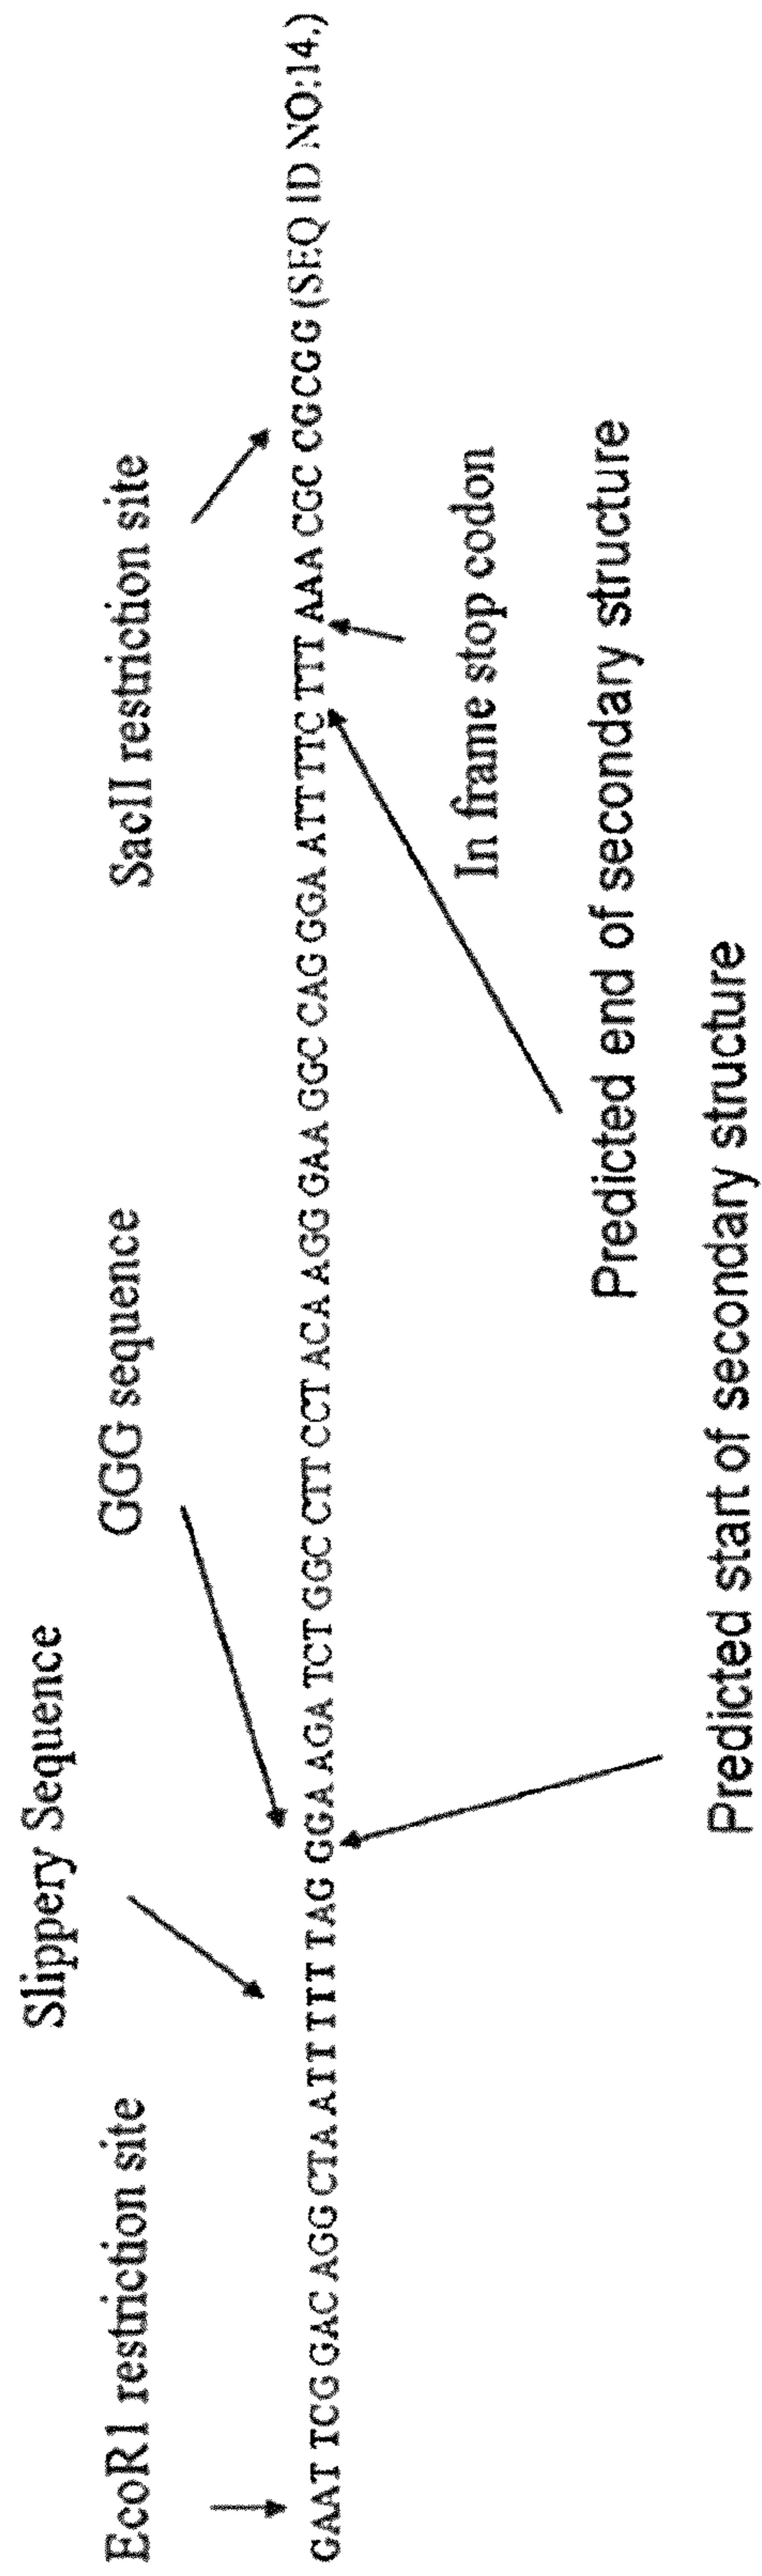 Slippery Sequence
EcoR1 restriction site
GGG sequence
SacII restriction site
GAAT TCG GAC AGG CTA ATT TTT TAG GGA AGA TCT GGC CTT CCT ACA AGG GAA GGC CAG GGA ATT TTC TTT AAA CGC CGCGG (SEQ ID NO:14,)
In frame stop codon
Predicted end of secondary structure
Predicted start of secondary structure